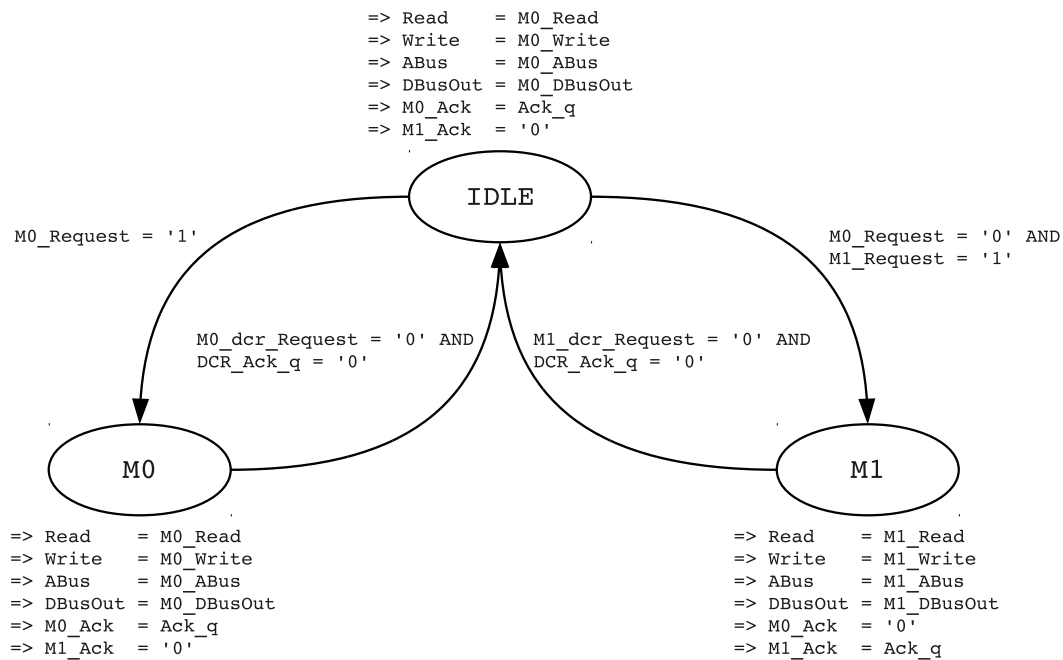 => Read = M0_Read
=> Write = M0_Write
=> ABus = M0_ABus
=> DBusOut = M0_DBusOut
=> M0_Ack = Ack_q
=> M1_Ack = '0'
IDLE
M0_Request = '1'
M0_Request = '0' AND
M1_Request = '1'
M0_dcr_Request = '0' AND
DCR_Ack_q = '0'
M1_dcr_Request = '0' AND
DCR_Ack_q = '0'
M0
M1
=> Read = M0_Read
=> Write = M0_Write
=> ABus = M0_ABus
=> DBusOut = M0_DBusOut
=> M0_Ack = Ack_q
=> M1_Ack = '0'
=> Read = M1_Read
=> Write = M1_Write
=> ABus = M1_ABus
=> DBusOut = M1_DBusOut
=> M0_Ack = '0'
=> M1_Ack = Ack_q